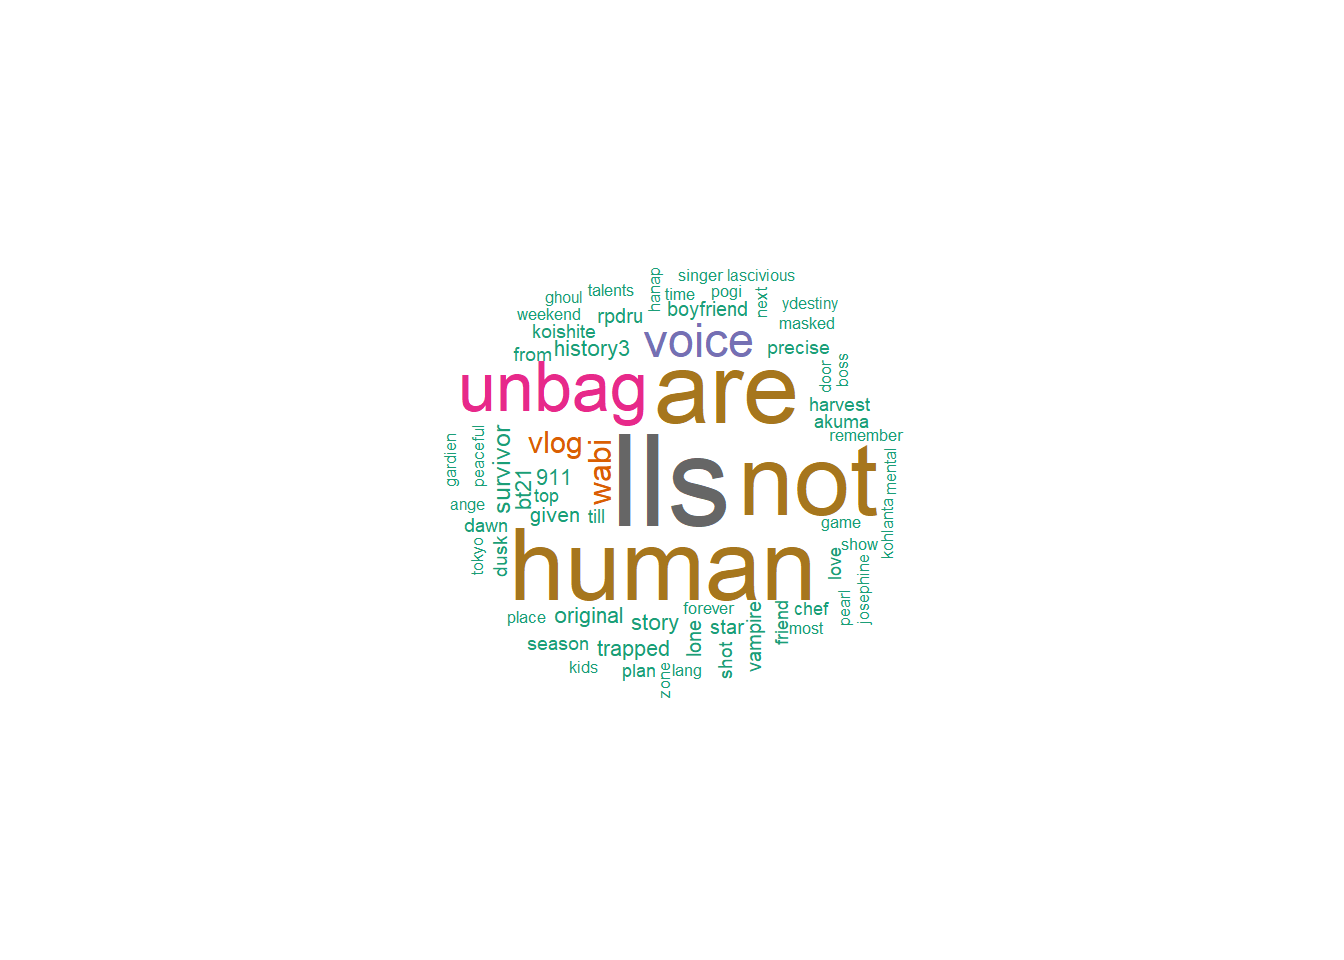 singer lascivious
hanap
talents
time
pogi
ghoul
next
ydestiny
weekend
rpdru
boyfriend
masked
koishite
voice
from
history3
precise
boss
door
unbag
are
harvest
akuma
remember
vlog
survivor
peaceful
gardien
wabi
lls
not
mental
911
bt21
top
ange
given
till
game
kohlanta
dawn
show
dusk
tokyo
human
love
josephine
pearl
forever
chef
place
original
story
lone
star
vampire
friend
most
season
trapped
shot
kids
plan
zone
lang